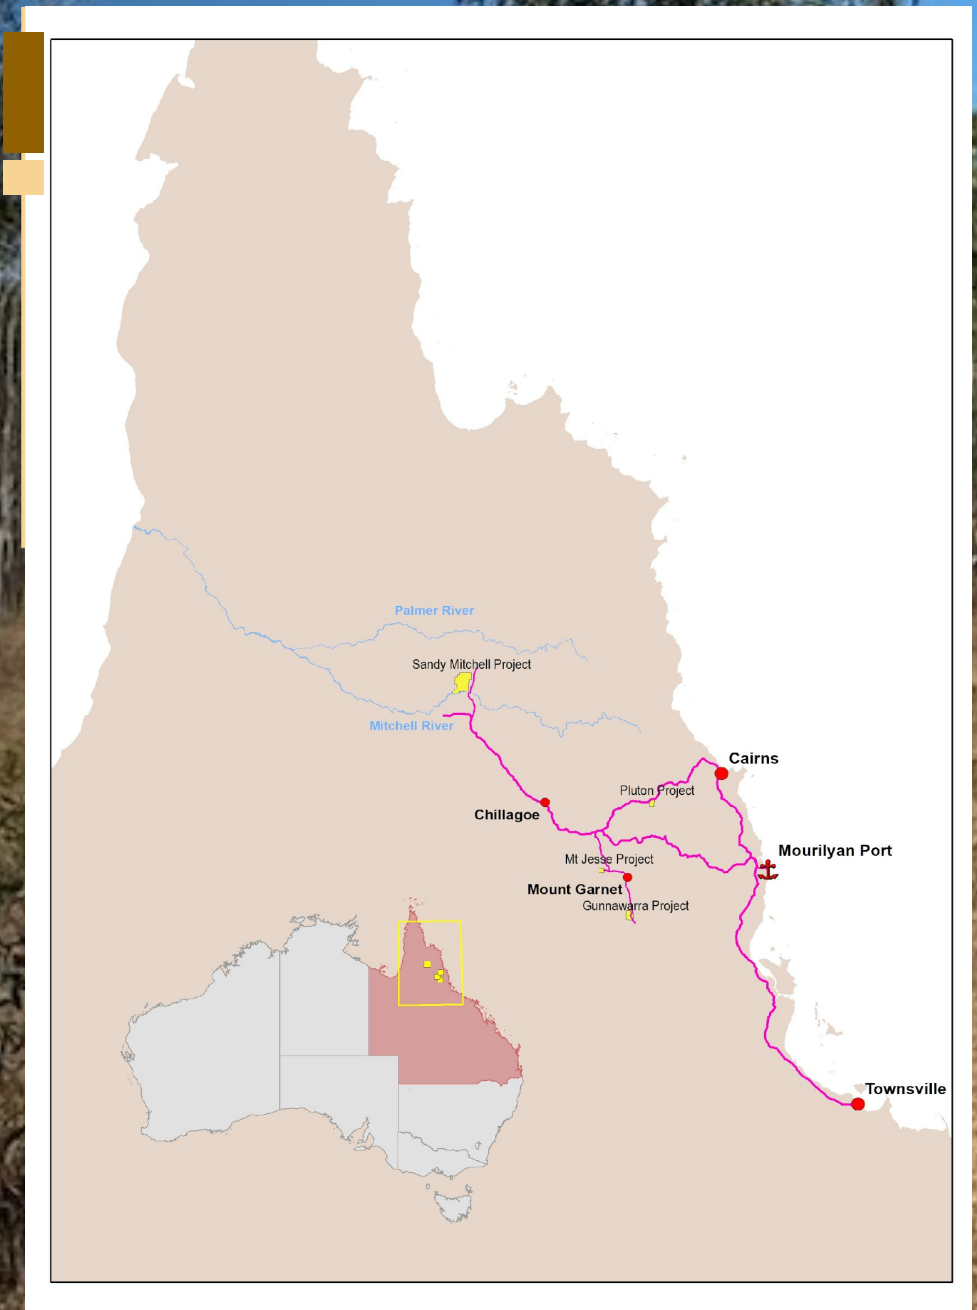 Palmer River
Sandy Mitchell Project
Mitchell River
Cairns
Pluton Project
Chillagoe
Mourilyan Port
Mt Jesse Project
Mount Garnet
Gunnawarra Project
Townsville